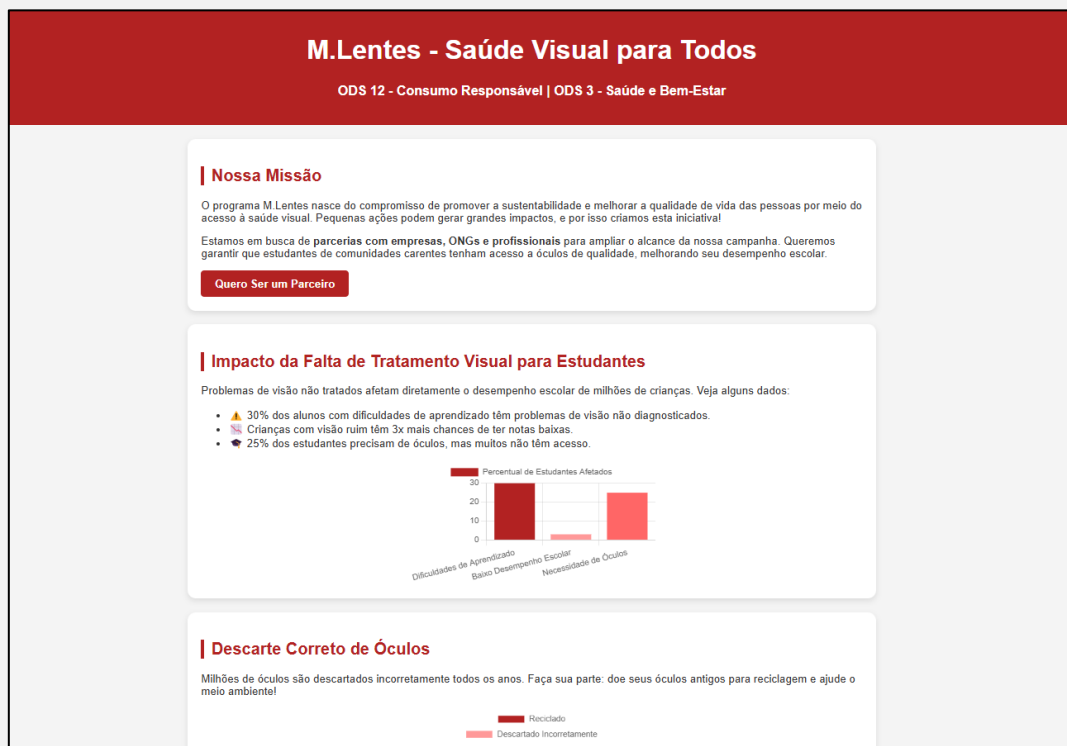 M.Lentes - Saúde Visual para Todos
ODS 12 - Consumo Responsável | ODS 3 - Saúde e Bem-Estar
Nossa Missão
O programa M.Lentes nasce do compromisso de promover a sustentabilidade e melhorar a qualidade de vida das pessoas por meio do
acesso à saúde visual. Pequenas ações podem gerar grandes impactos, e por isso criamos esta iniciativa!
Estamos em busca de parcerias com empresas, ONGs e profissionais para ampliar o alcance da nossa campanha. Queremos
garantir que estudantes de comunidades carentes tenham acesso a óculos de qualidade, melhorando seu desempenho escolar.
Quero Ser um Parceiro
Impacto da Falta de Tratamento Visual para Estudantes
Problemas de visão não tratados afetam diretamente o desempenho escolar de milhões de crianças. Veja alguns dados:
30% dos alunos com dificuldades de aprendizado têm problemas de visão não diagnosticados.
Crianças com visão ruim têm 3x mais chances de ter notas baixas.
25% dos estudantes precisam de óculos, mas muitos não têm acesso.
Percentual de Estudantes Afetados
30
20
10
0
Dificuldades de Aprendizado
Baixo Desempenho Escolar
Necessidade de Óculos
Descarte Correto de Óculos
Milhões de óculos são descartados incorretamente todos os anos. Faça sua parte: doe seus óculos antigos para reciclagem e ajude o
meio ambiente!
Reciclado
Descartado Incorretamente